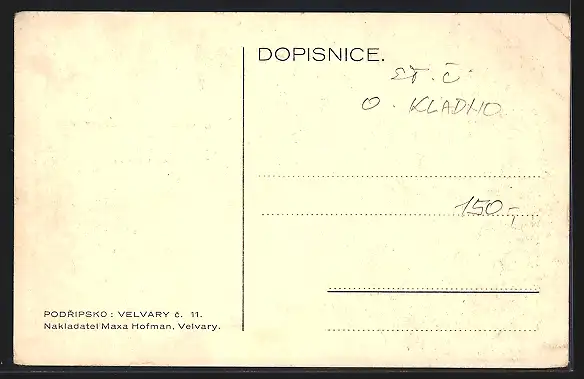 DOPISNICE.
ST. Č.
O. KLADNO
150,-
PODŘIPSKO: VELVARY č. 11.
Nakladatel Maxa Hofman, Velvary.